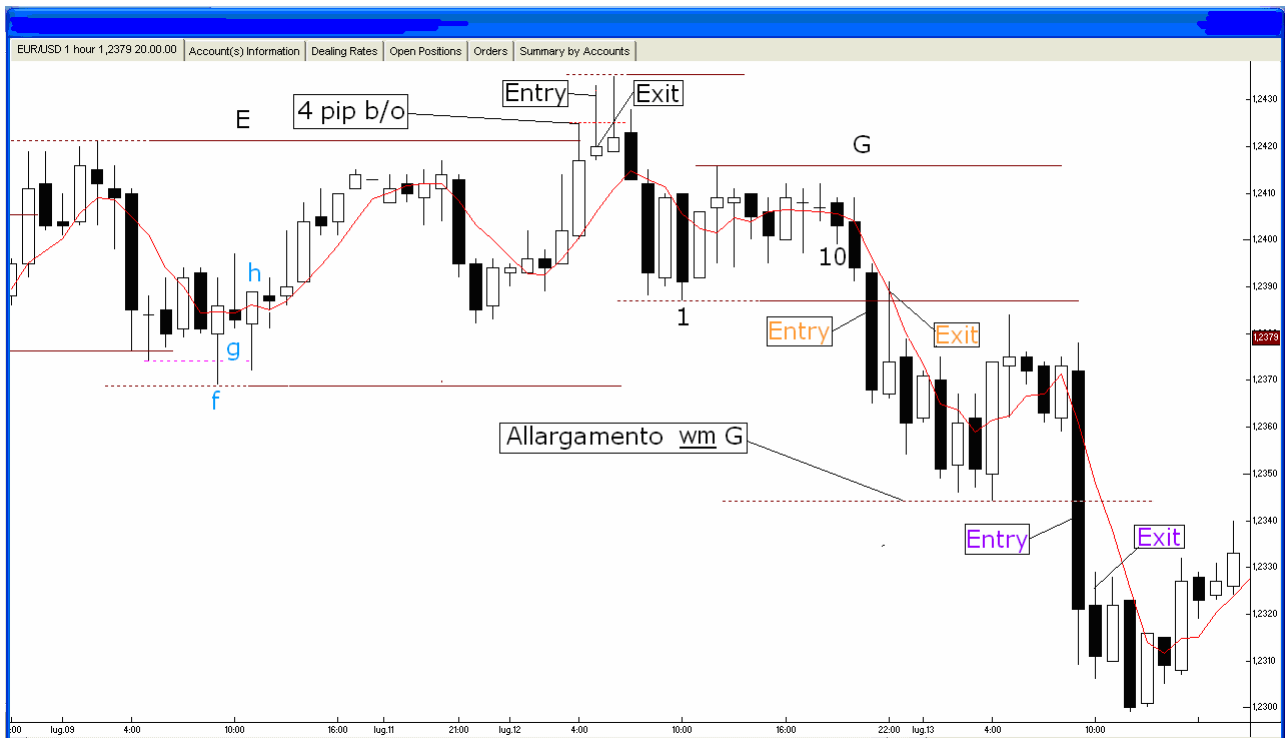 EUR/USD 1 hour 1,2379 20.00.00 Account(s) Information Dealing Rates Open Positions Orders Summary by Accounts
Entry Exit
4 pip b/o
E
G
h
g
f
1
10
Entry Exit
Allargamento wm G
Entry Exit
1,2430
1,2420
1,2410
1,2400
1,2390
1,2379
1,2370
1,2360
1,2350
1,2340
1,2330
1,2320
1,2310
1,2300
:00 lug.09 4:00 10:00 16:00 lug.11 21:00 lug.12 4:00 10:00 16:00 22:00 lug.13 4:00 10:00